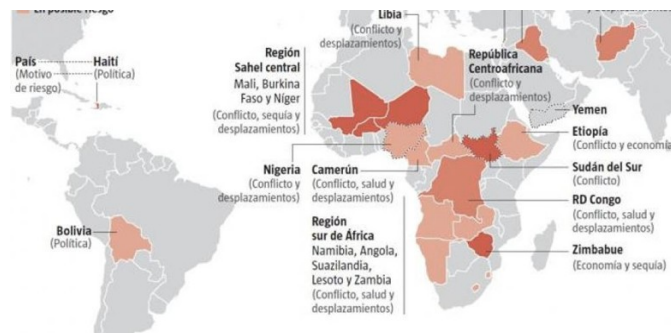 En posible riesgo
País
(Motivo
de riesgo)
Haití
(Política)
Bolivia
(Política)
Libia
(Conflicto y
desplazamientos)
Región
Sahel central
Mali, Burkina
Faso y Níger
(Conflicto, sequía y
desplazamientos)
República
Centroafricana
(Conflicto y
desplazamientos)
Yemen
Etiopía
(Conflicto y economía
Sudán del Sur
(Conflicto)
RD Congo
(Conflicto, salud y
desplazamientos)
Zimbabue
(Economía y sequía)
Nigeria
(Conflicto y
desplazamientos)
Camerún
(Conflicto, salud y
desplazamientos)
Región
sur de África
Namibia, Angola,
Suazilandia,
Lesoto y Zambia
(Conflicto, salud y
desplazamientos)